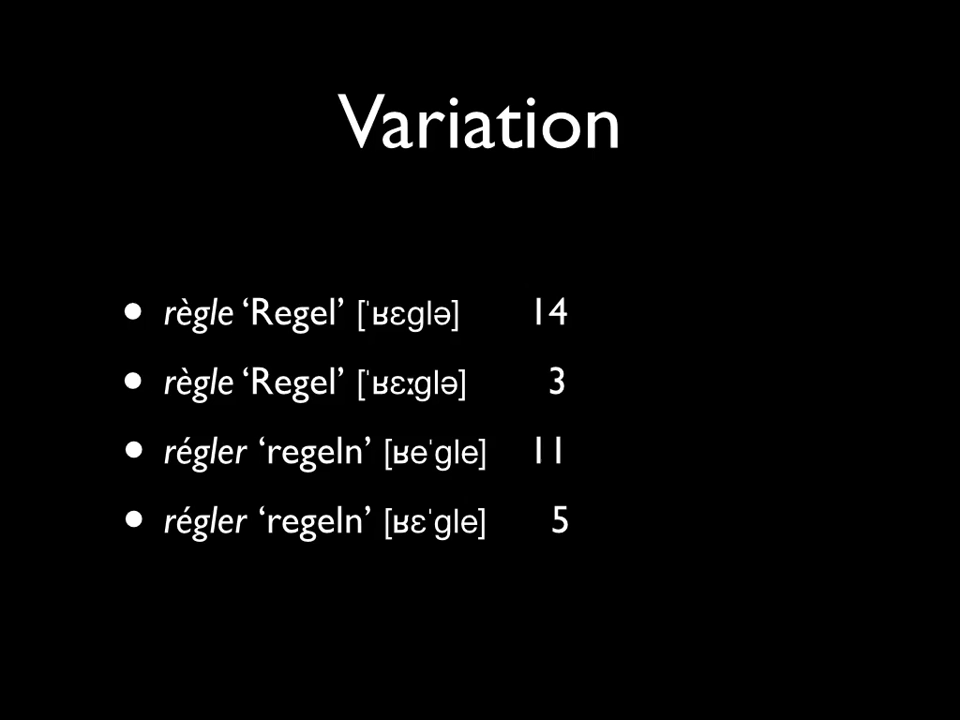 Variation
• règle ‘Regel’ [ˈʁɛglə] 14
• règle ‘Regel’ [ˈʁɛːglə] 3
• régler ‘regeln’ [ʁeˈgle] 11
• régler ‘regeln’ [ʁɛˈgle] 5